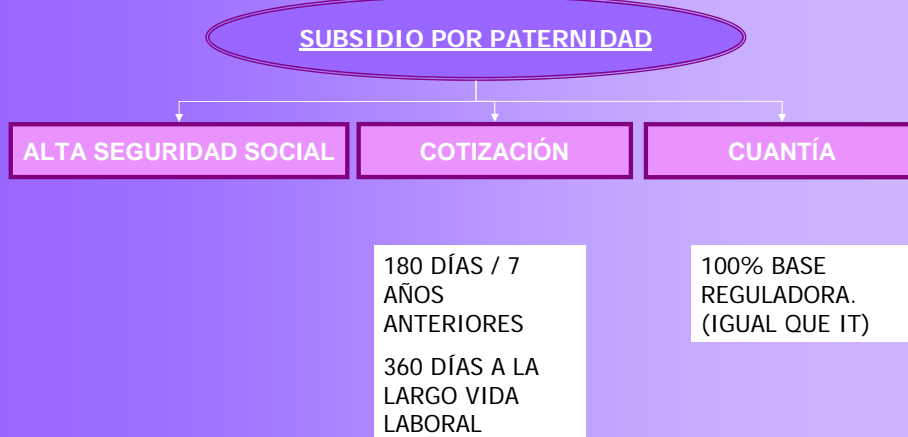 SUBSIDIO POR PATERNIDAD
ALTA SEGURIDAD SOCIAL
COTIZACIÓN
CUANTÍA
180 DÍAS / 7
AÑOS
ANTERIORES
360 DÍAS A LA
LARGO VIDA
LABORAL
100% BASE
REGULADORA.
(IGUAL QUE IT)